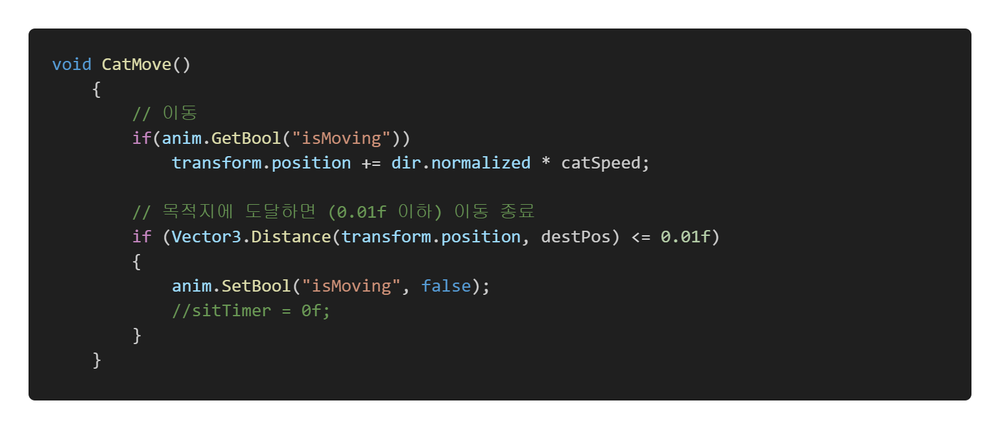 void CatMove()
    {
        // 이동
        if(anim.GetBool("isMoving"))
            transform.position += dir.normalized * catSpeed;

        // 목적지에 도달하면 (0.01f 이하) 이동 종료
        if (Vector3.Distance(transform.position, destPos) <= 0.01f)
        {
            anim.SetBool("isMoving", false);
            //sitTimer = 0f;
        }
    }